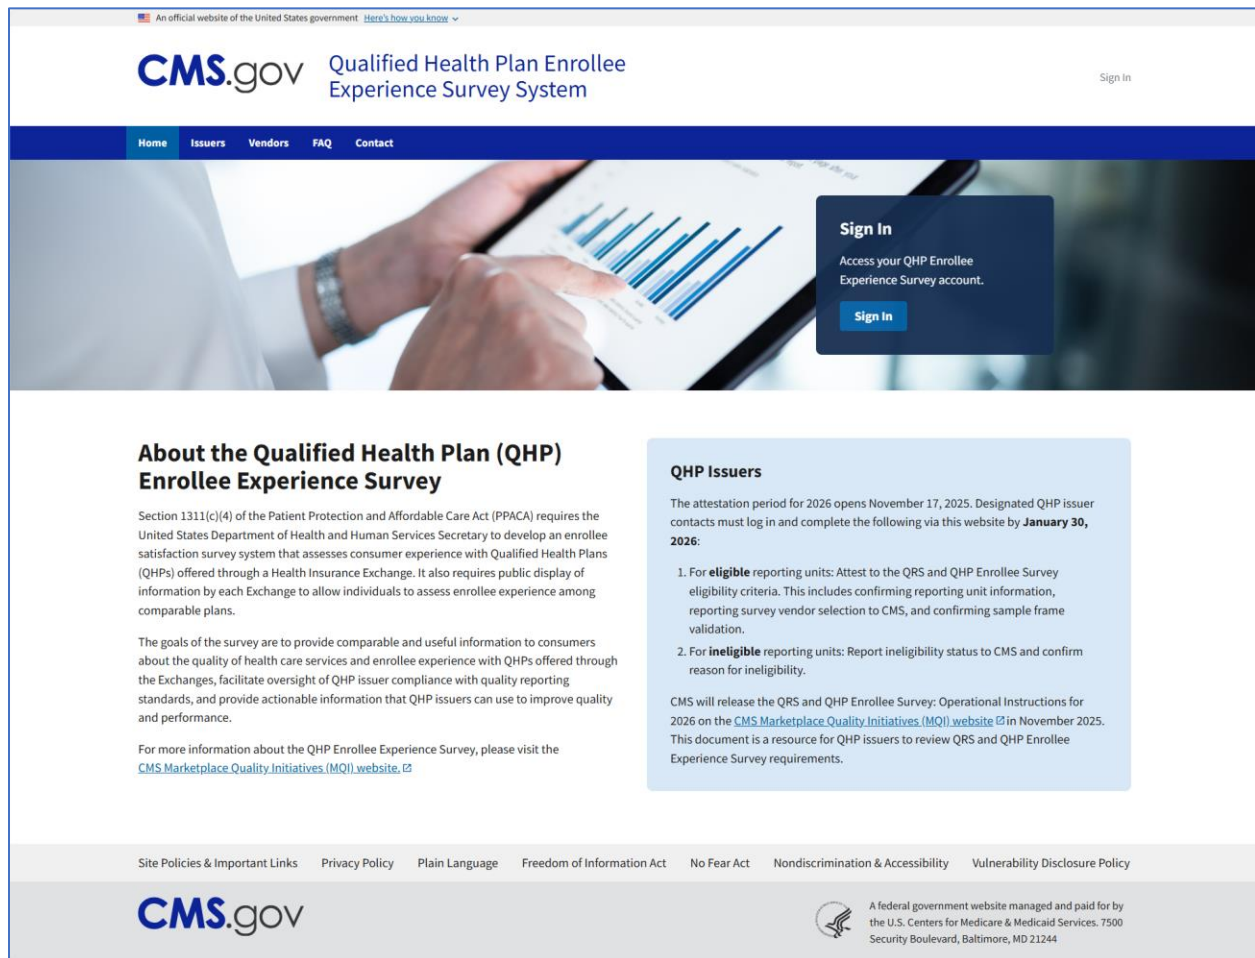 An official website of the United States government Here's how you know
CMS.gov
Qualified Health Plan Enrollee
Experience Survey System
Sign In
Home Issuers Vendors FAQ Contact
Sign In
Access your QHP Enrollee
Experience Survey account.
Sign In
About the Qualified Health Plan (QHP)
Enrollee Experience Survey
Section 1311(c)(4) of the Patient Protection and Affordable Care Act (PPACA) requires the
United States Department of Health and Human Services Secretary to develop an enrollee
satisfaction survey system that assesses consumer experience with Qualified Health Plans
(QHPs) offered through a Health Insurance Exchange. It also requires public display of
information by each Exchange to allow individuals to assess enrollee experience among
comparable plans.
The goals of the survey are to provide comparable and useful information to consumers
about the quality of health care services and enrollee experience with QHPs offered through
the Exchanges, facilitate oversight of QHP issuer compliance with quality reporting
standards, and provide actionable information that QHP issuers can use to improve quality
and performance.
For more information about the QHP Enrollee Experience Survey, please visit the
CMS Marketplace Quality Initiatives (MQI) website.
QHP Issuers
The attestation period for 2026 opens November 17, 2025. Designated QHP issuer
contacts must log in and complete the following via this website by January 30,
2026:
1. For eligible reporting units: Attest to the QRS and QHP Enrollee Survey
eligibility criteria. This includes confirming reporting unit information,
reporting survey vendor selection to CMS, and confirming sample frame
validation.
2. For ineligible reporting units: Report ineligibility status to CMS and confirm
reason for ineligibility.
CMS will release the QRS and QHP Enrollee Survey: Operational Instructions for
2026 on the CMS Marketplace Quality Initiatives (MQI) website in November 2025.
This document is a resource for QHP issuers to review QRS and QHP Enrollee
Experience Survey requirements.
Site Policies & Important Links Privacy Policy Plain Language Freedom of Information Act No Fear Act Nondiscrimination & Accessibility Vulnerability Disclosure Policy
CMS.gov
A federal government website managed and paid for by
the U.S. Centers for Medicare & Medicaid Services. 7500
Security Boulevard, Baltimore, MD 21244